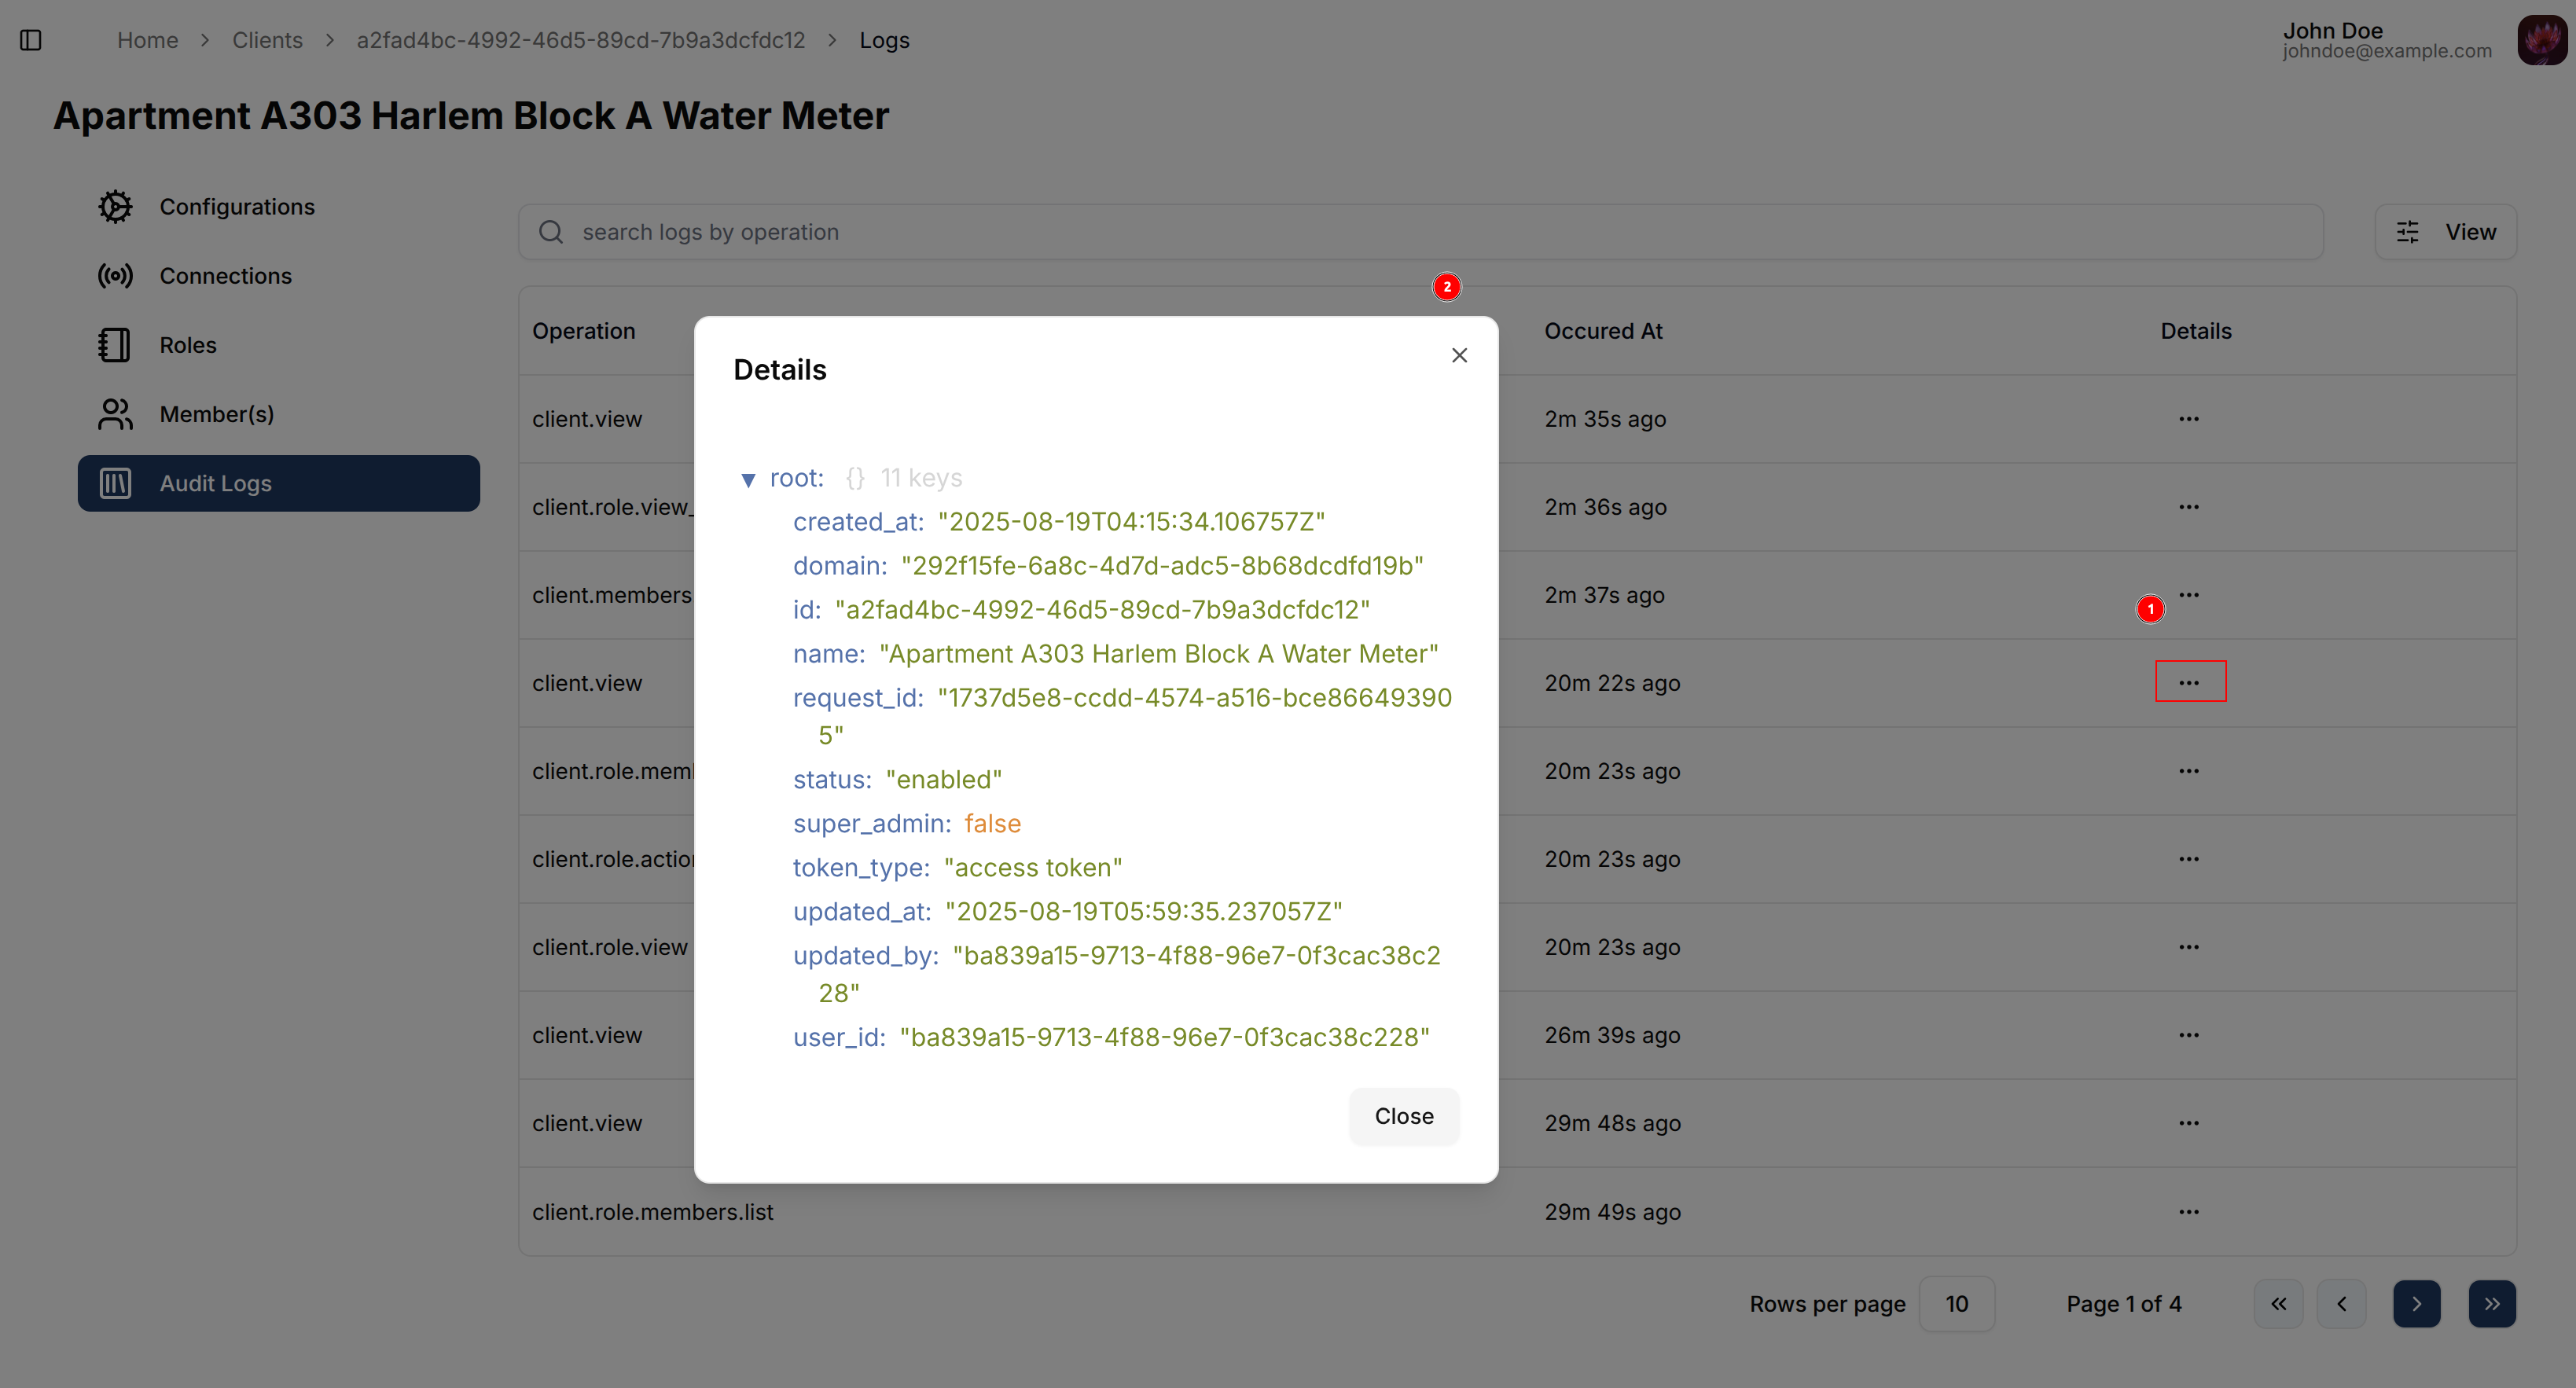 Home > Clients > a2fad4bc-4992-46d5-89cd-7b9a3dcfdc12 > Logs
John Doe
johndoe@example.com
Apartment A303 Harlem Block A Water Meter
Configurations
Connections
Roles
Member(s)
Audit Logs
search logs by operation
View
2
Operation
Occured At
Details
client.view
2m 35s ago
client.role.view_
2m 36s ago
client.members
2m 37s ago
1
client.view
20m 22s ago
client.role.mem
20m 23s ago
client.role.action
20m 23s ago
client.role.view
20m 23s ago
client.view
26m 39s ago
client.view
29m 48s ago
client.role.members.list
29m 49s ago
Details
root: {} 11 keys
created_at: "2025-08-19T04:15:34.106757Z"
domain: "292f15fe-6a8c-4d7d-adc5-8b68dcdfd19b"
id: "a2fad4bc-4992-46d5-89cd-7b9a3dcfdc12"
name: "Apartment A303 Harlem Block A Water Meter"
request_id: "1737d5e8-ccdd-4574-a516-bce86649390
5"
status: "enabled"
super_admin: false
token_type: "access token"
updated_at: "2025-08-19T05:59:35.237057Z"
updated_by: "ba839a15-9713-4f88-96e7-0f3cac38c2
28"
user_id: "ba839a15-9713-4f88-96e7-0f3cac38c228"
Close
Rows per page 10
Page 1 of 4